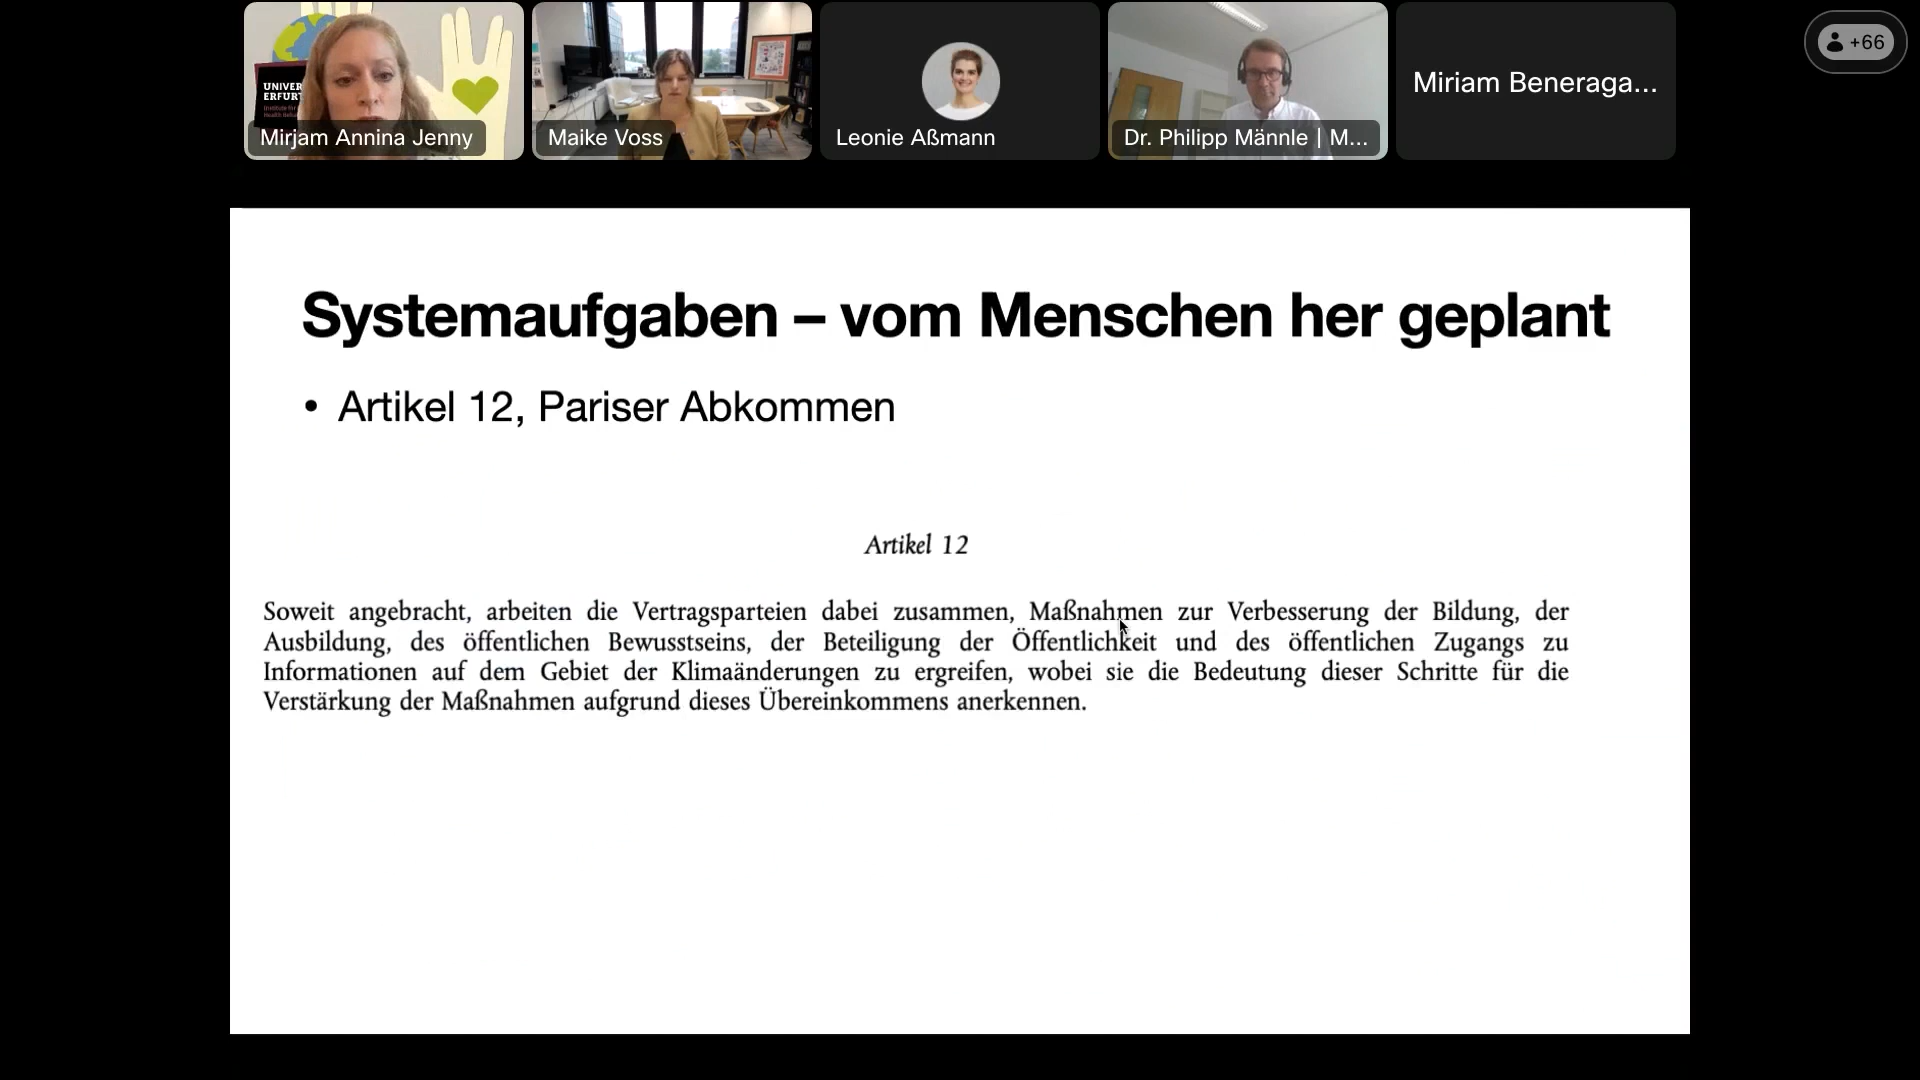 UNIVER
ERFUR
Mirjam Annina Jenny
Maike Voss
Leonie Aßmann
Dr. Philipp Männle | M...
Miriam Beneraga...
+66
Systemaufgaben – vom Menschen her geplant
• Artikel 12, Pariser Abkommen
Artikel 12
Soweit angebracht, arbeiten die Vertragsparteien dabei zusammen, Maßnahmen zur Verbesserung der Bildung, der
Ausbildung, des öffentlichen Bewusstseins, der Beteiligung der Öffentlichkeit und des öffentlichen Zugangs zu
Informationen auf dem Gebiet der Klimaänderungen zu ergreifen, wobei sie die Bedeutung dieser Schritte für die
Verstärkung der Maßnahmen aufgrund dieses Übereinkommens anerkennen.